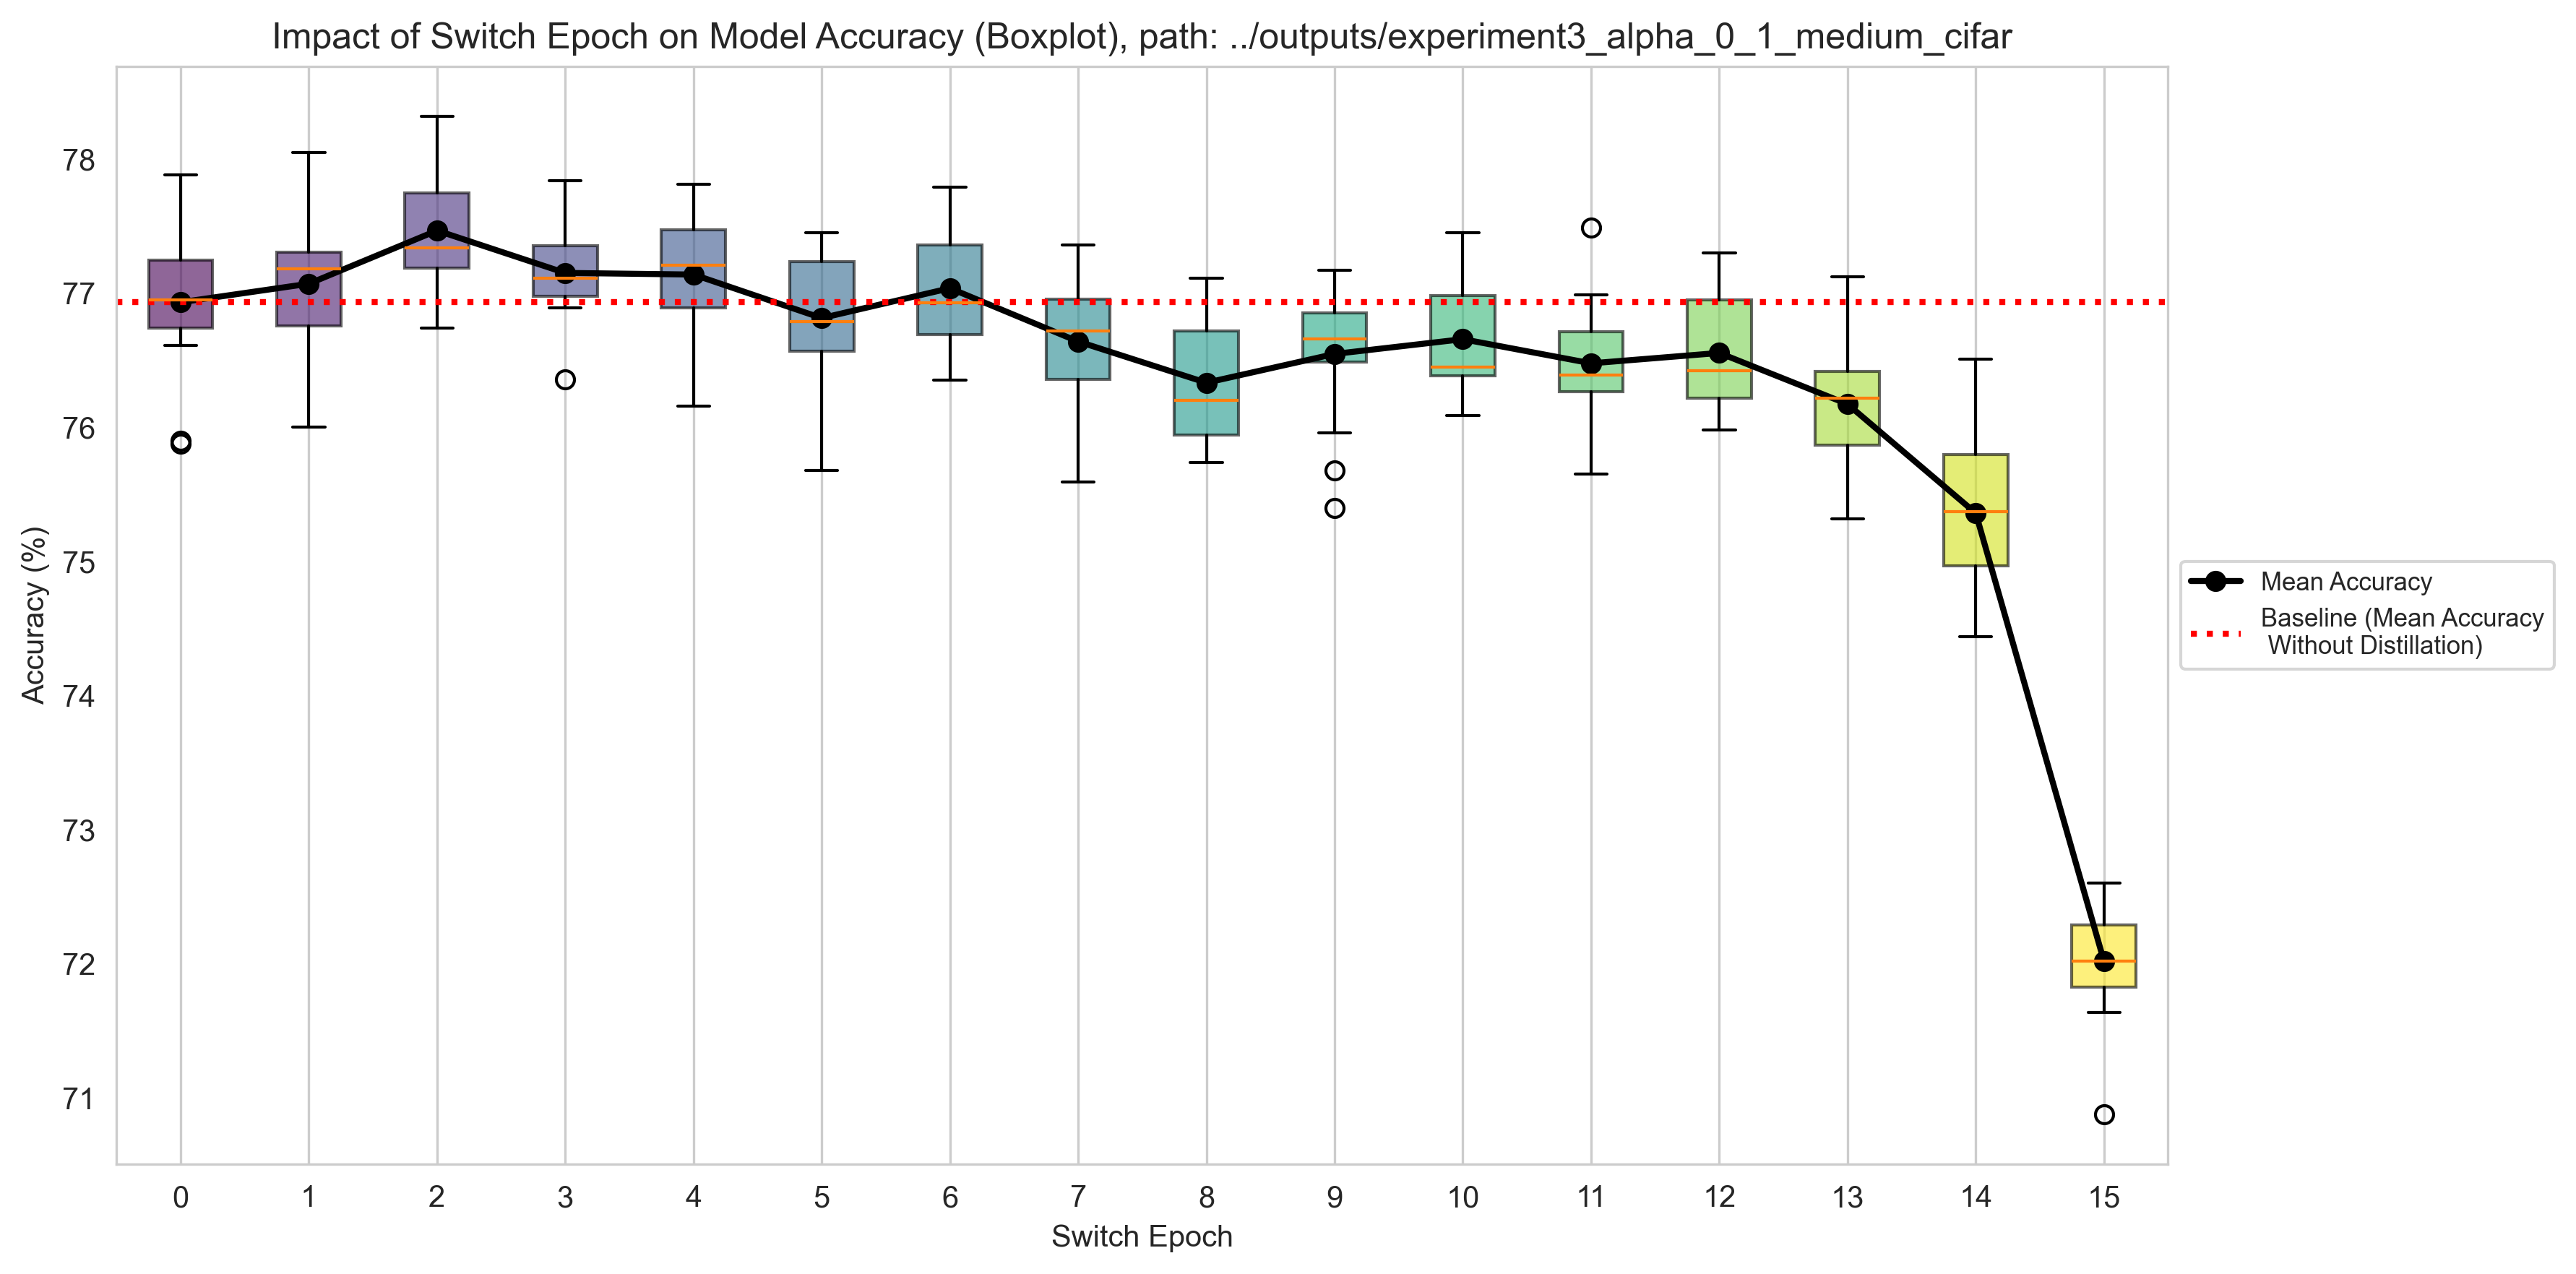 Impact of Switch Epoch on Model Accuracy (Boxplot), path: ../outputs/experiment3_alpha_0_1_medium_cifar
Accuracy (%)
78
77
76
75
74
73
72
71
0 1 2 3 4 5 6 7 8 9 10 11 12 13 14 15
Switch Epoch
Mean Accuracy
Baseline (Mean Accuracy
Without Distillation)